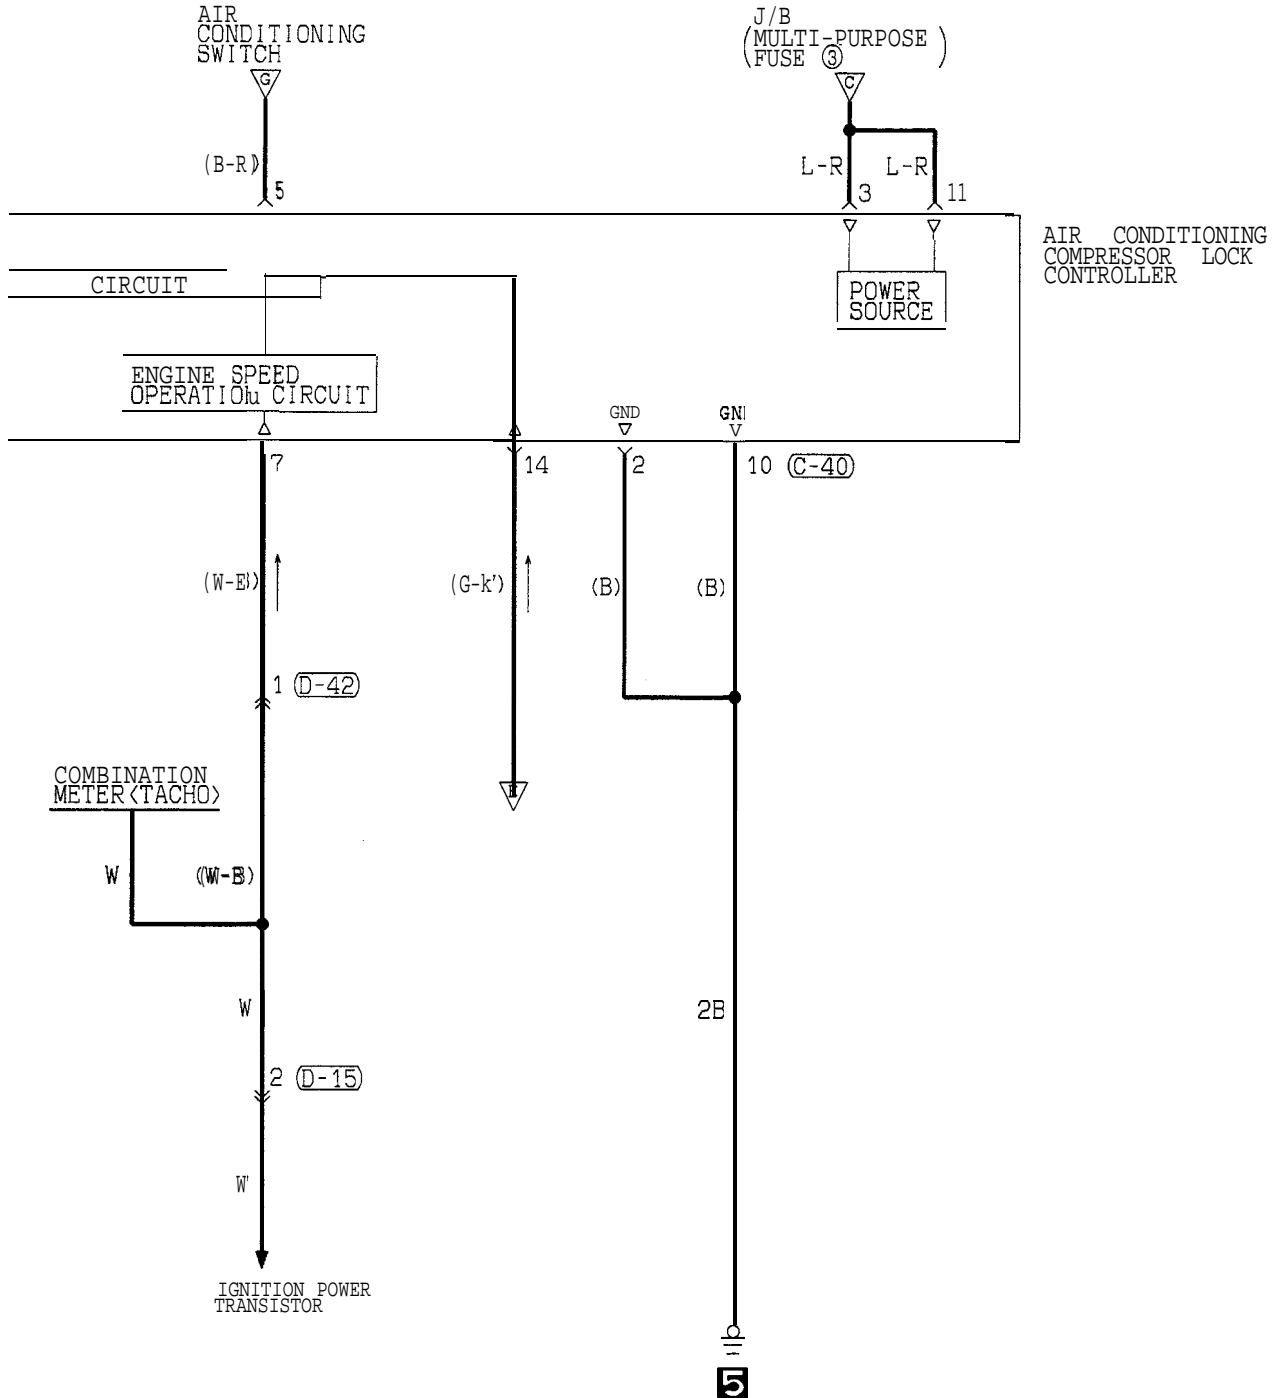 AIR
CONDITIONING
SWITCH
G
J/B
(MULTI-PURPOSE
FUSE ③)
C
(B-R)
5
L-R
L-R
3
11
AIR CONDITIONING
COMPRESSOR LOCK
CONTROLLER
CIRCUIT
POWER
SOURCE
ENGINE SPEED
CIRCUIT
GND
7
14
2
10
C-40
(B)
(B)
1
D-42
COMBINATION
METER<TACHO>
W
(W-B)
W
2B
2
D-15
W
IGNITION POWER
TRANSISTOR
5